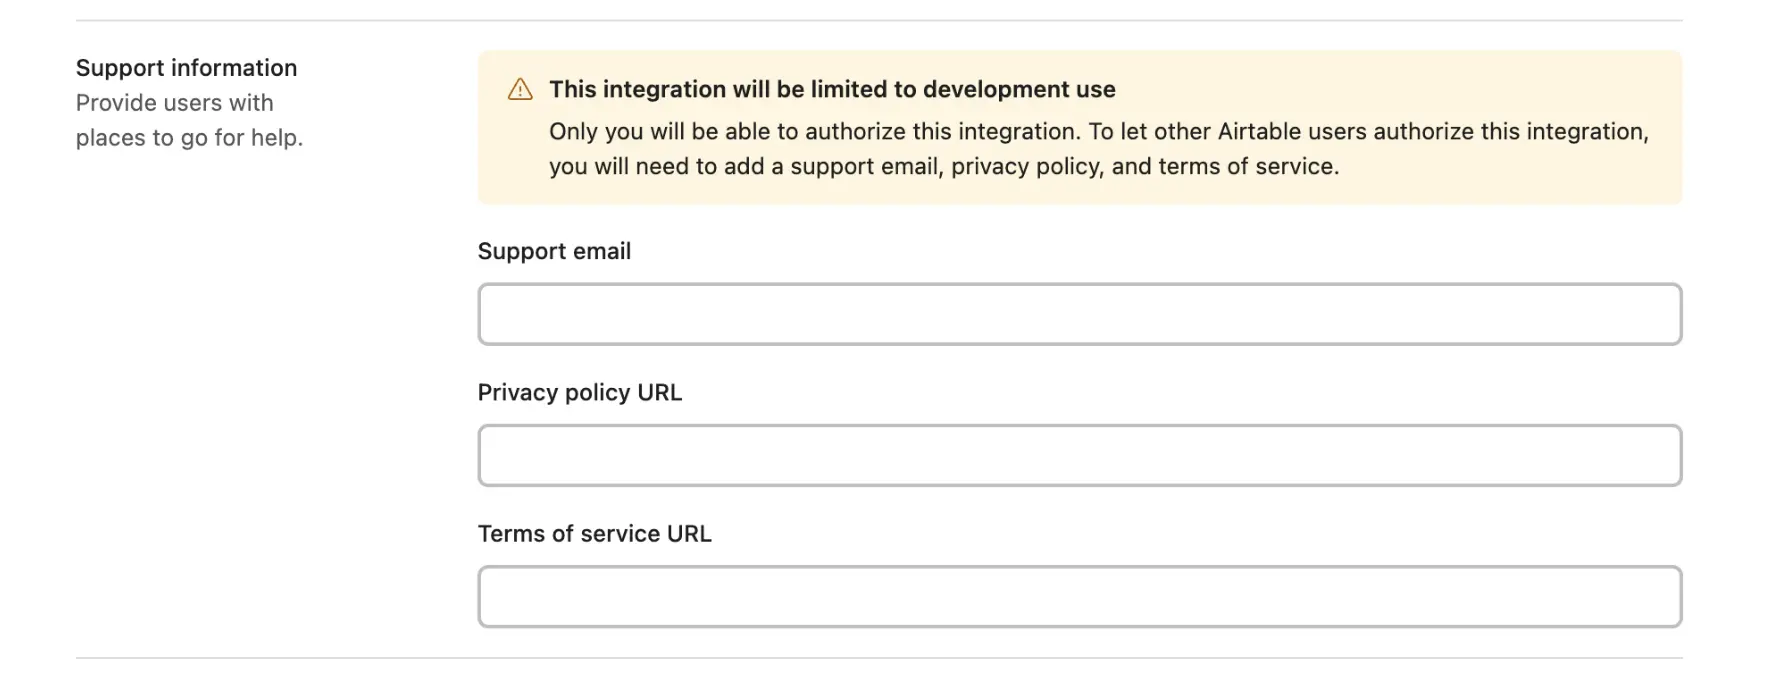 Support information
Provide users with
places to go for help.
This integration will be limited to development use
Only you will be able to authorize this integration. To let other Airtable users authorize this integration,
you will need to add a support email, privacy policy, and terms of service.
Support email
Privacy policy URL
Terms of service URL